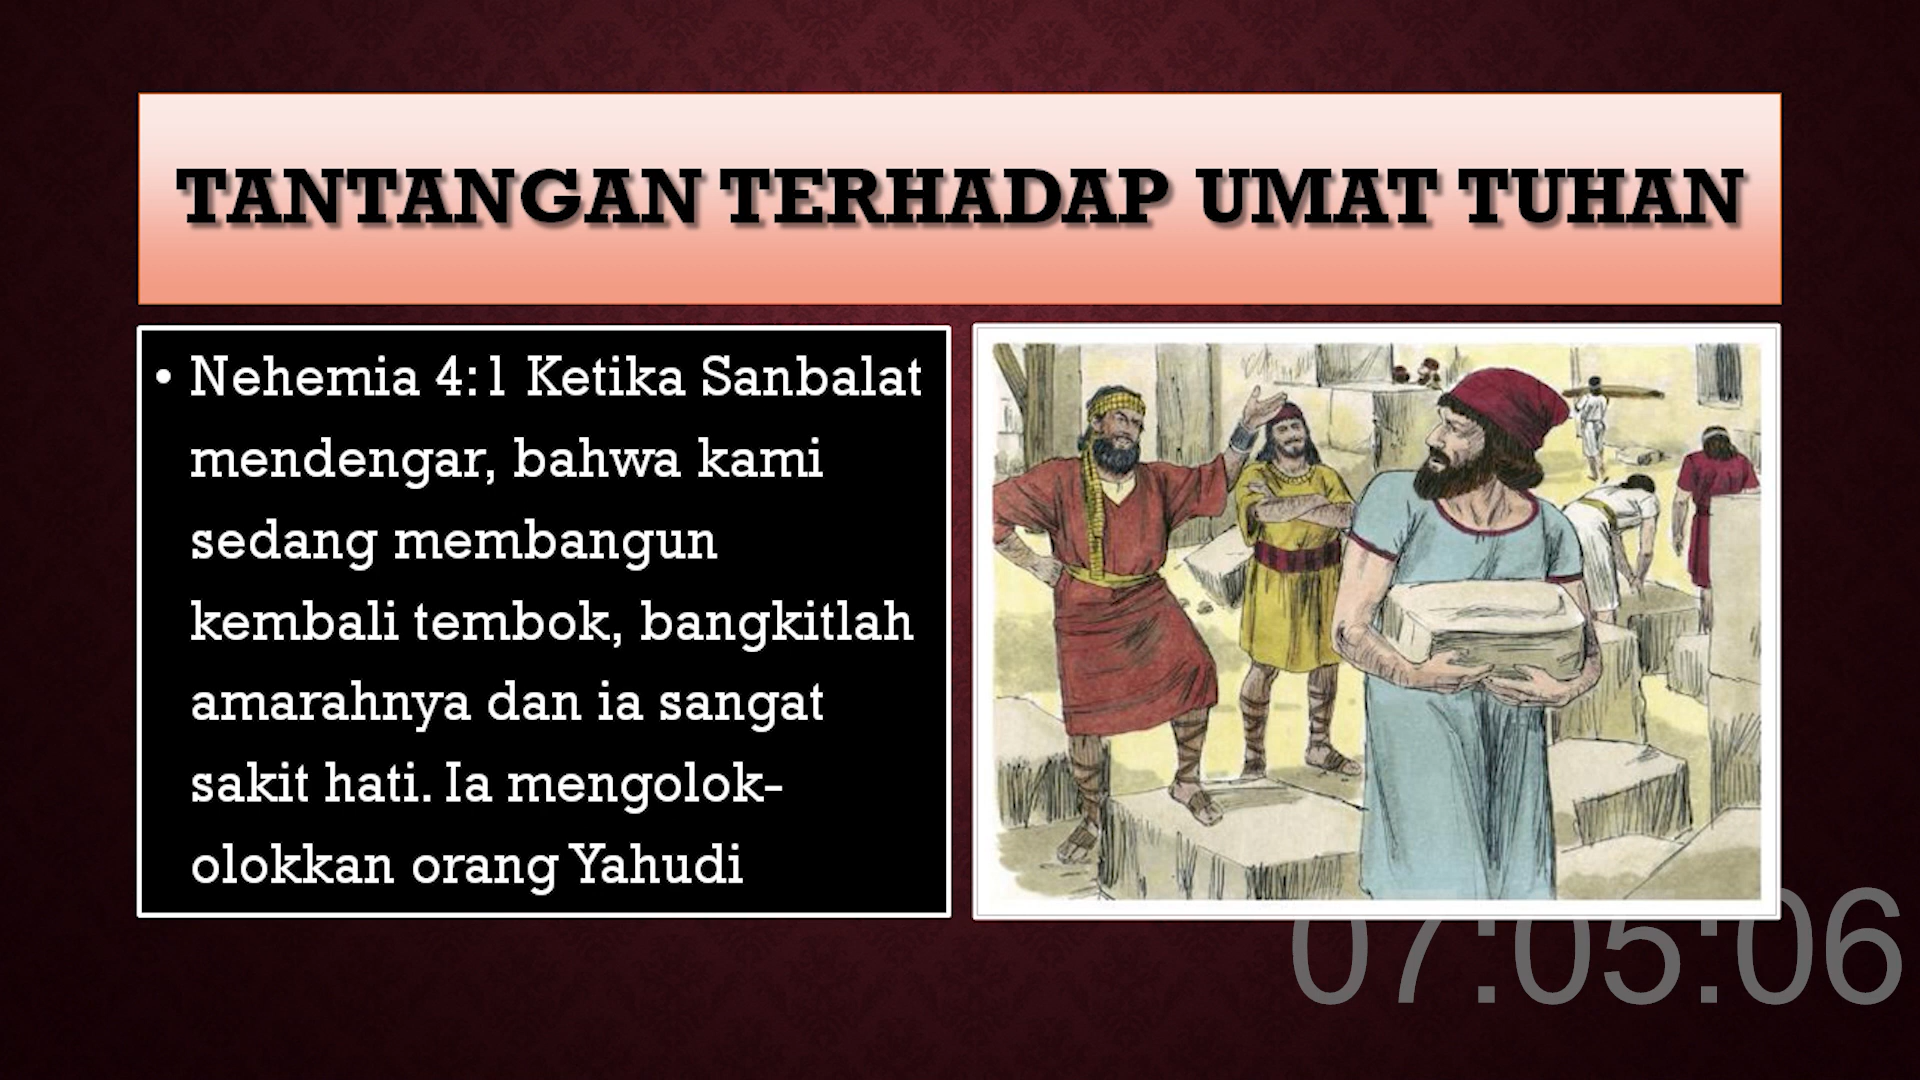 TANTANGAN TERHADAP UMAT TUHAN
• Nehemia 4:1 Ketika Sanbalat
mendengar, bahwa kami
sedang membangun
kembali tembok, bangkitlah
amarahnya dan ia sangat
sakit hati. Ia mengolok-
olokkan orang Yahudi
07:05:06